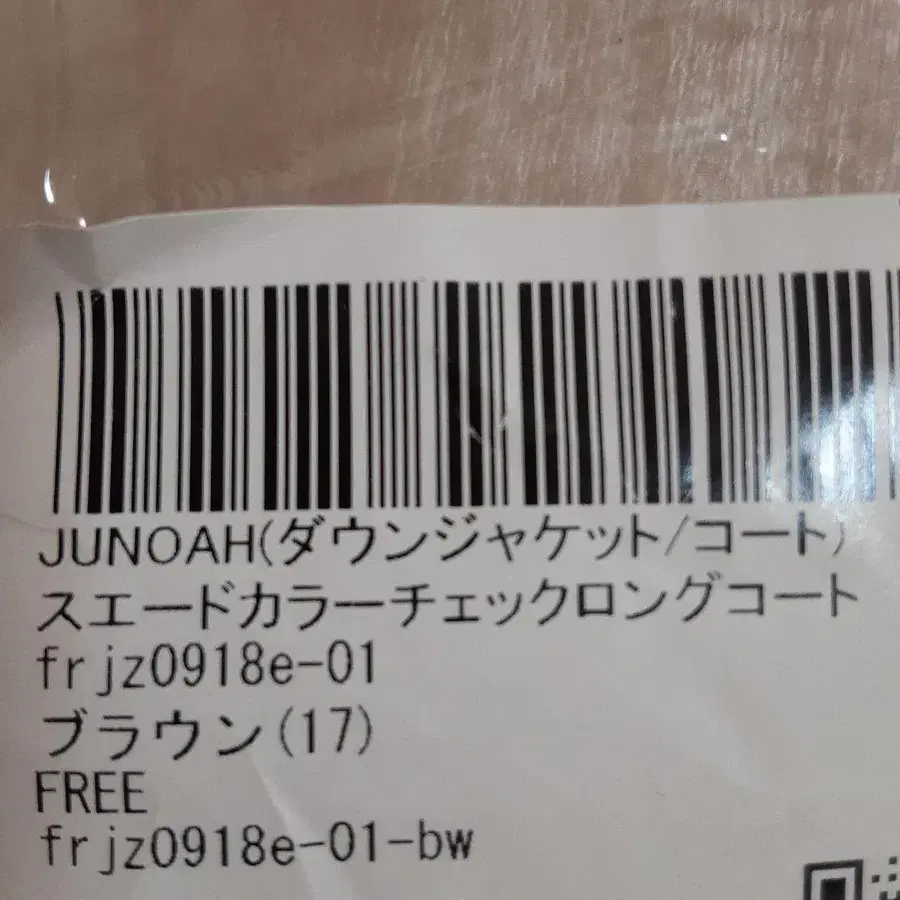 JUNOAH(ダウンジャケット/コート)
スエードカラーチェックロングコート
frjz0918e-01
ブラウン(17)
FREE
frjz0918e-01-bw